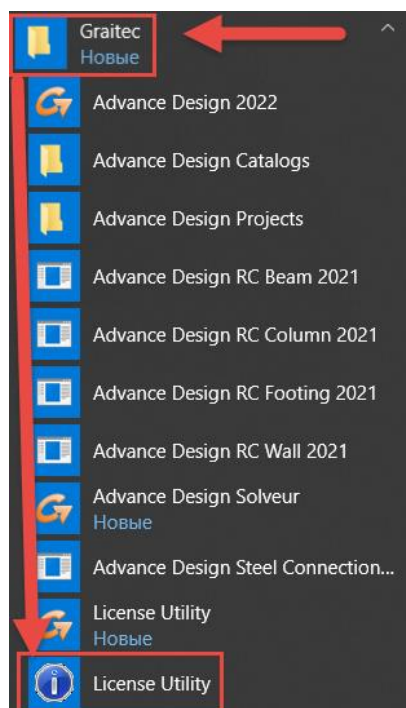 Graitec
Новые
Advance Design 2022
Advance Design Catalogs
Advance Design Projects
Advance Design RC Beam 2021
Advance Design RC Column 2021
Advance Design RC Footing 2021
Advance Design RC Wall 2021
Advance Design Solveur
Новые
Advance Design Steel Connection...
License Utility
Новые
License Utility